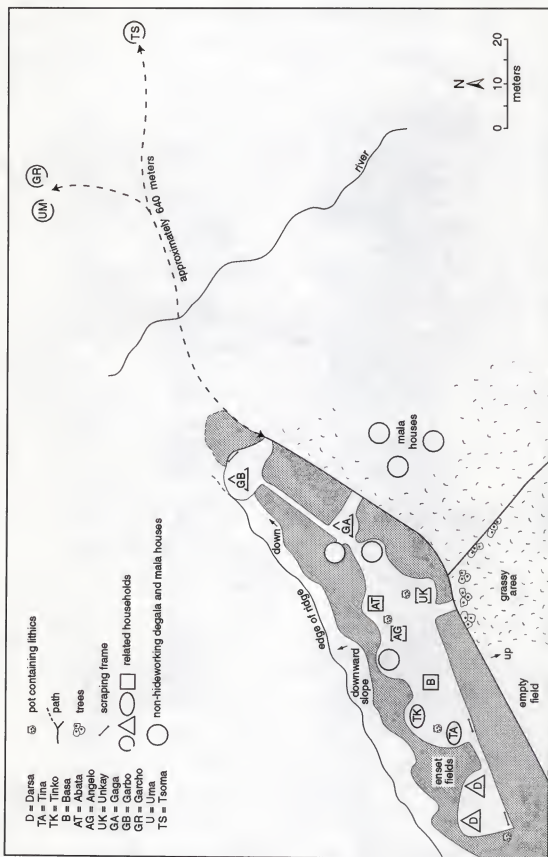 D = Darsa
TA = Tina
TK = Tinko
B = Basa
AT = Abata
AG = Angelo
UK = Unkay
GA = Gaga
GB = Garbo
GR = Garcho
U = Uma
TS = Tsoma
pot containing lithics
path
trees
scraping frame
related households
non-hideworking degala and mala houses
UM
GR
TS
approximately 640 meters
river
N
0 10 20
meters
edge of ridge
down
GB
GA
mala
houses
downward
slope
AT
AG
UK
B
TK
TA
enset
fields
D
D
grassy
area
up
empty
field